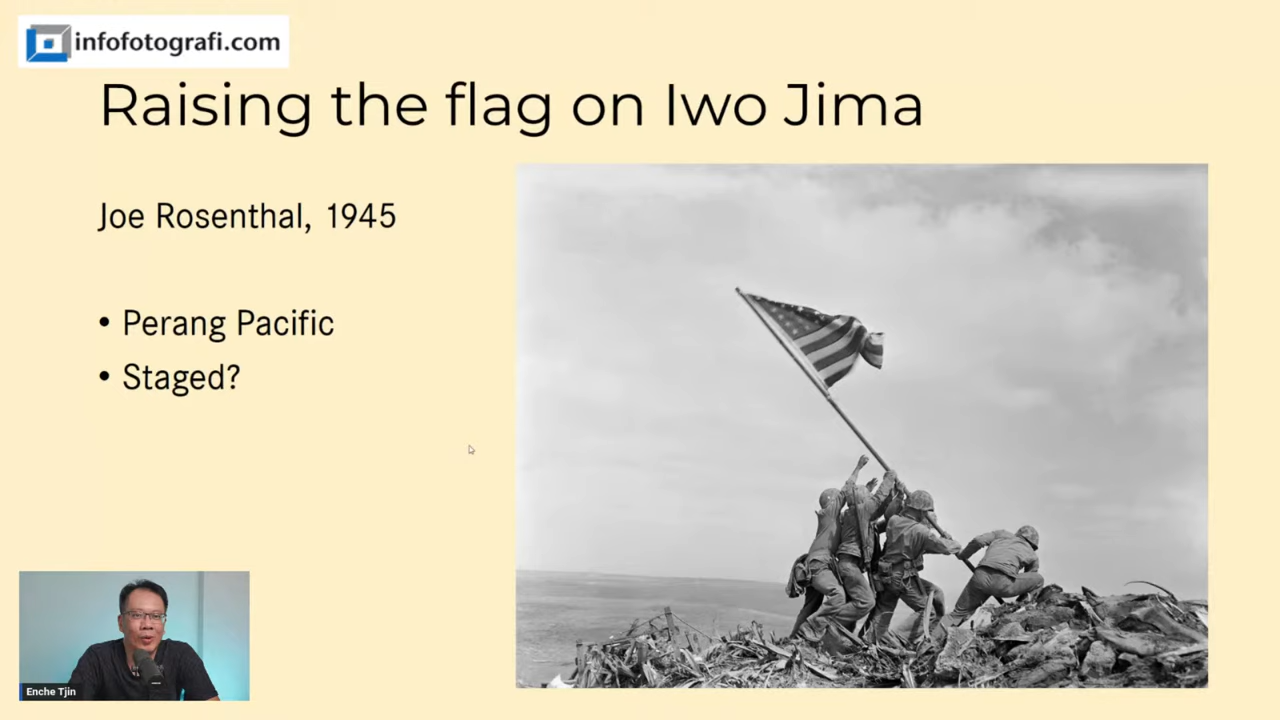 infofotografi.com
Raising the flag on Iwo Jima
Joe Rosenthal, 1945
• Perang Pacific
• Staged?
Enche Tjin